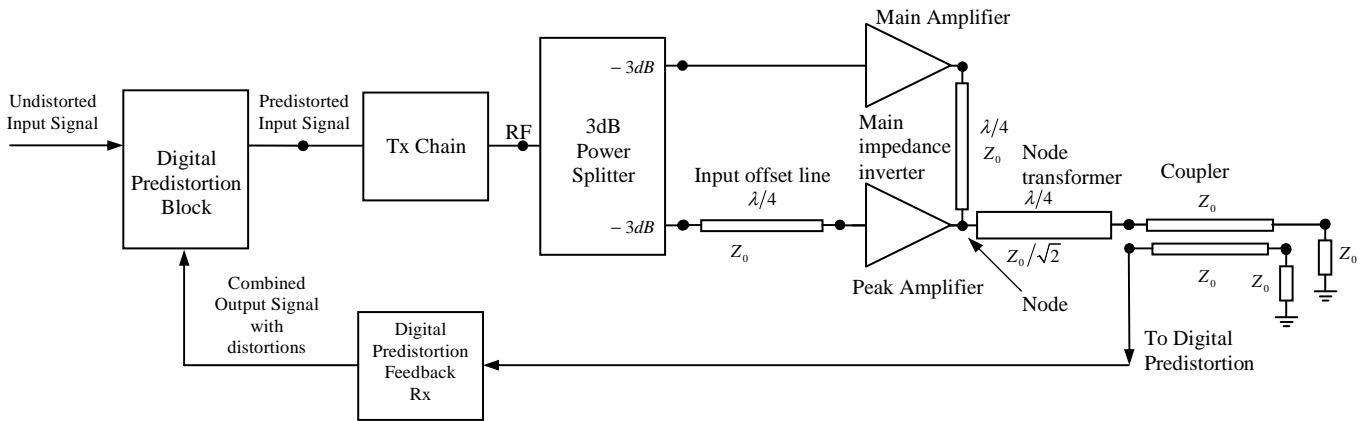 Undistorted
Input Signal
Digital
Predistortion
Block
Predistorted
Input Signal
Tx Chain
RF
3dB
Power
Splitter
− 3dB
− 3dB
Input offset line
λ/4
Z₀
Main Amplifier
Main
impedance
inverter
λ/4
Z₀
Peak Amplifier
Node
transformer
λ/4
Z₀/√2
Node
Coupler
Z₀
Z₀
Z₀
Z₀
To Digital
Predistortion
Combined
Output Signal
with
distortions
Digital
Predistortion
Feedback
Rx